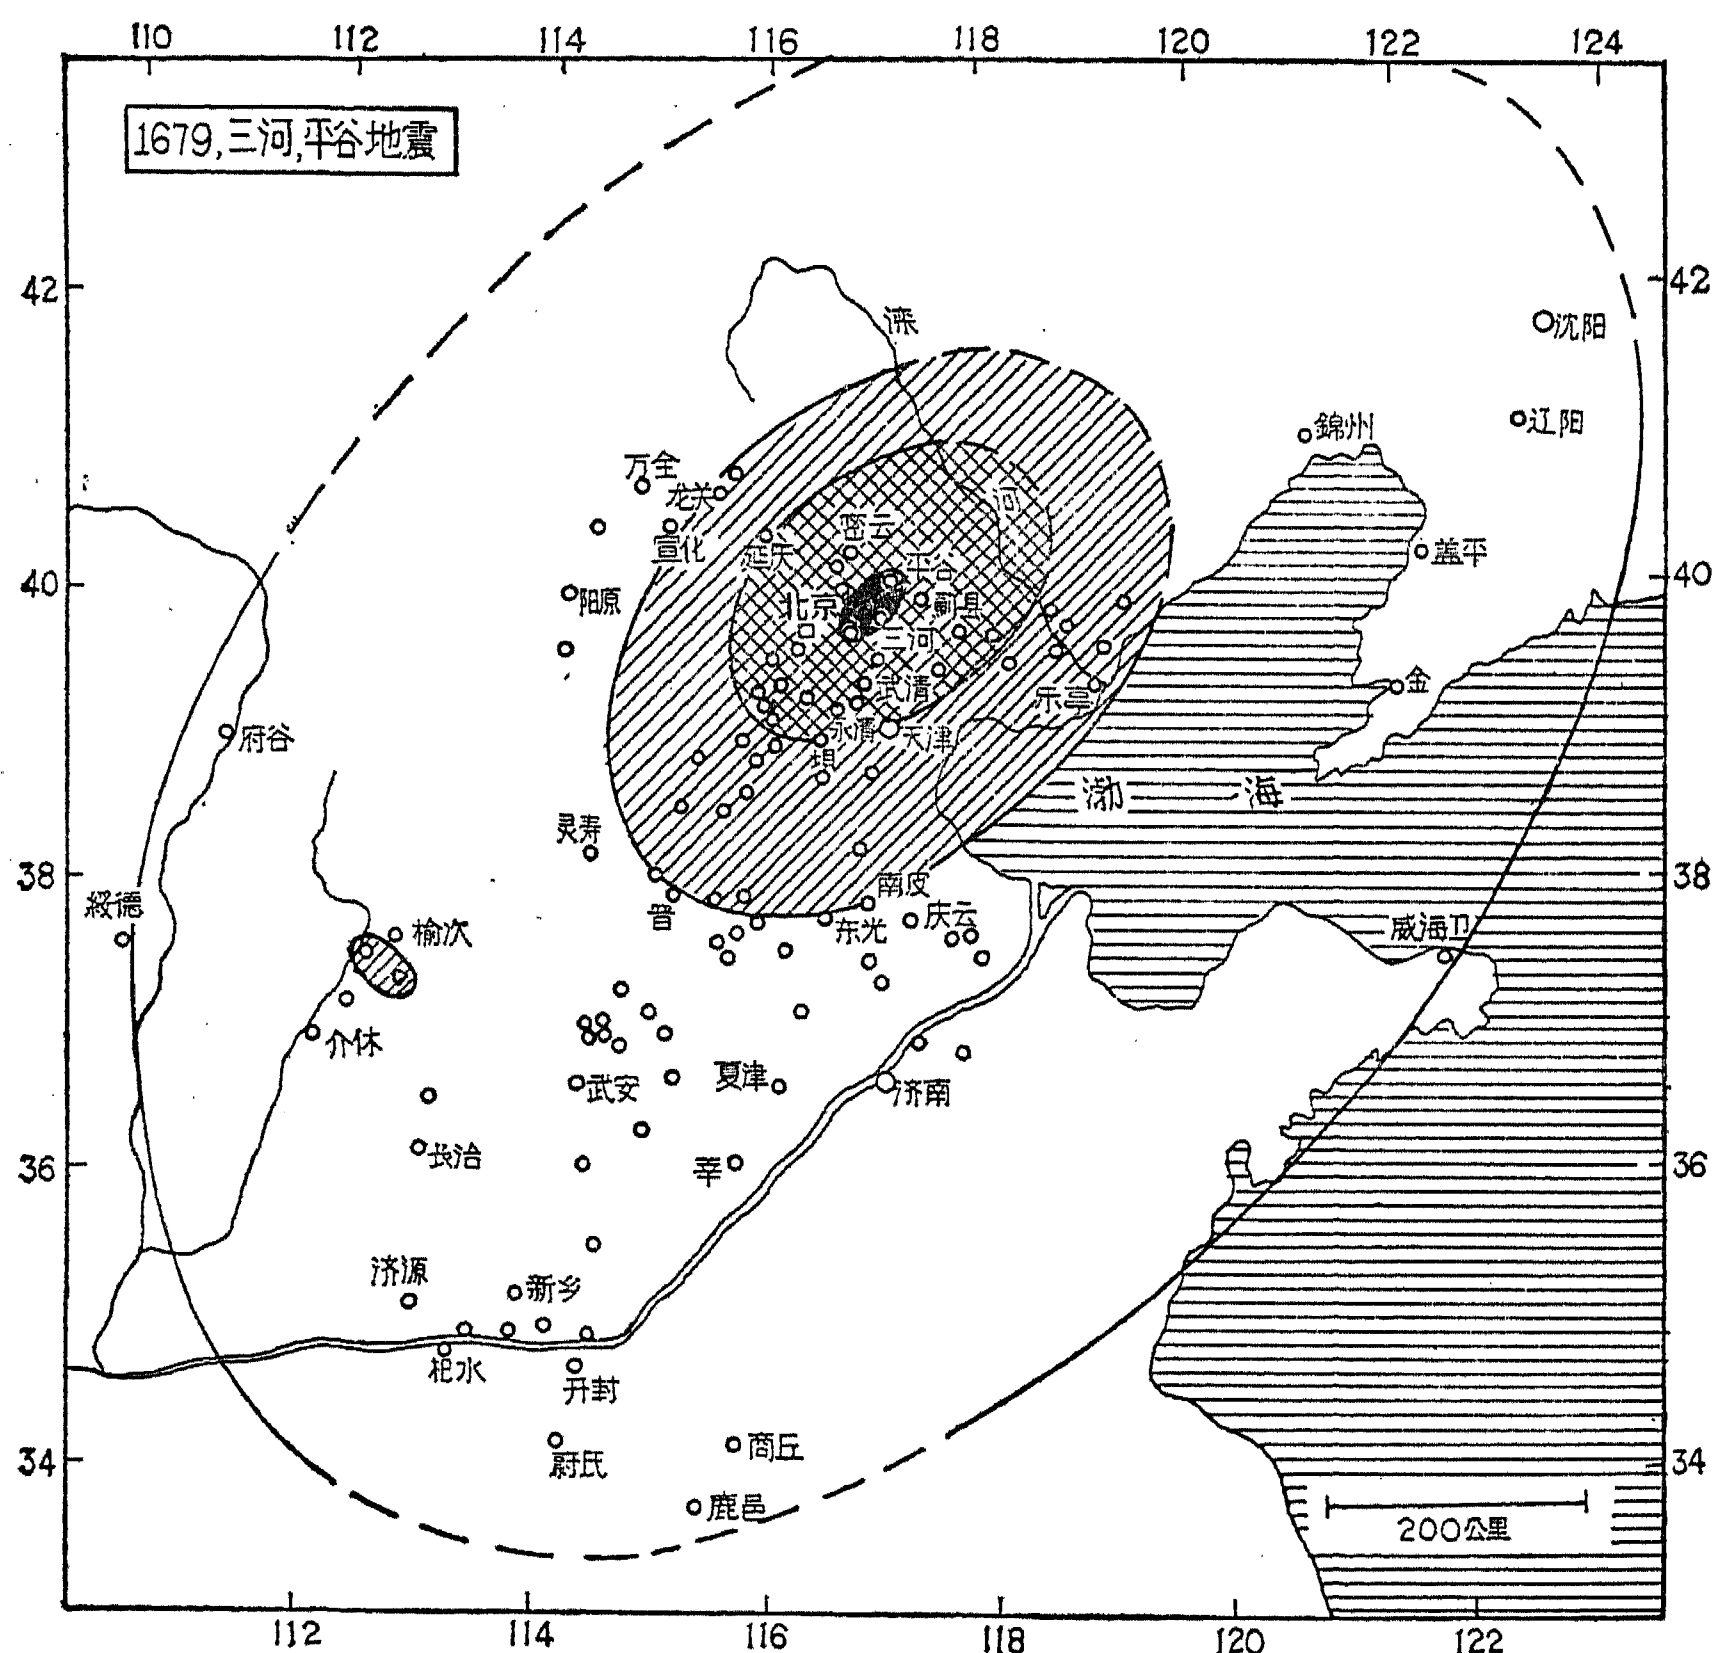 110 112 114 116 118 120 122 124
1679,三河,平谷地震
滦
42 42
沈阳
辽阳
錦州
万全
龙关
河
密云
宣化
延庆
盖平
平谷
40 40
阳原
北京
蓟县
三河
金
武清
乐亭
府谷
永清
天津
渤海
灵寿
38 38
南皮
綏德
晋
庆云
东光
威海卫
榆次
介休
夏津
武安
济南
长治
36 36
莘
济源
新乡
汜水
开封
商丘
34 34
尉氏
鹿邑
200公里
112 114 116 118 120 122